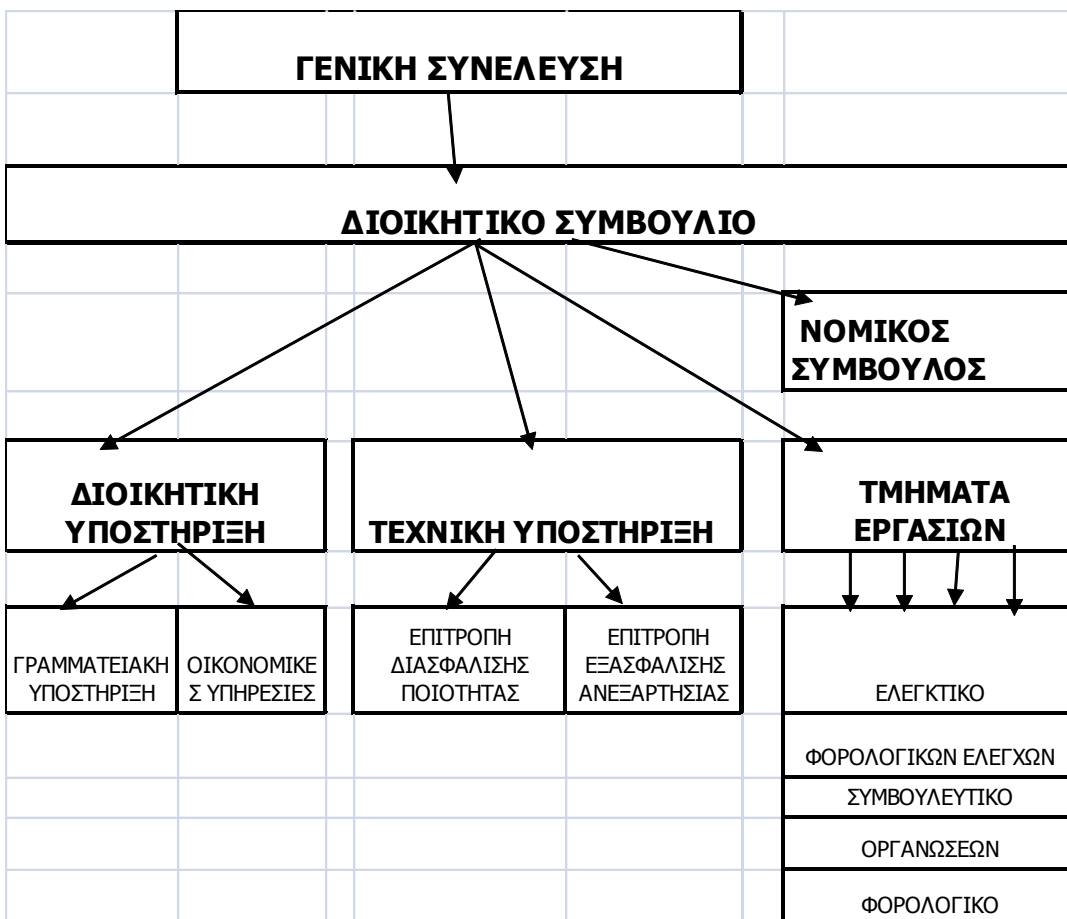 ΓΕΝΙΚΗ ΣΥΝΕΛΕΥΣΗ
ΔΙΟΙΚΗΤΙΚΟ ΣΥΜΒΟΥΛΙΟ
ΝΟΜΙΚΟΣ
ΣΥΜΒΟΥΛΟΣ
ΔΙΟΙΚΗΤΙΚΗ
ΥΠΟΣΤΗΡΙΞΗ
ΤΕΧΝΙΚΗ ΥΠΟΣΤΗΡΙΞΗ
ΤΜΗΜΑΤΑ
ΕΡΓΑΣΙΩΝ
ΓΡΑΜΜΑΤΕΙΑΚΗ
ΥΠΟΣΤΗΡΙΞΗ
ΟΙΚΟΝΟΜΙΚΕ
Σ ΥΠΗΡΕΣΙΕΣ
ΕΠΙΤΡΟΠΗ
ΔΙΑΣΦΑΛΙΣΗΣ
ΠΟΙΟΤΗΤΑΣ
ΕΠΙΤΡΟΠΗ
ΕΞΑΣΦΑΛΙΣΗΣ
ΑΝΕΞΑΡΤΗΣΙΑΣ
ΕΛΕΓΚΤΙΚΟ
ΦΟΡΟΛΟΓΙΚΩΝ ΕΛΕΓΧΩΝ
ΣΥΜΒΟΥΛΕΥΤΙΚΟ
ΟΡΓΑΝΩΣΕΩΝ
ΦΟΡΟΛΟΓΙΚΟ